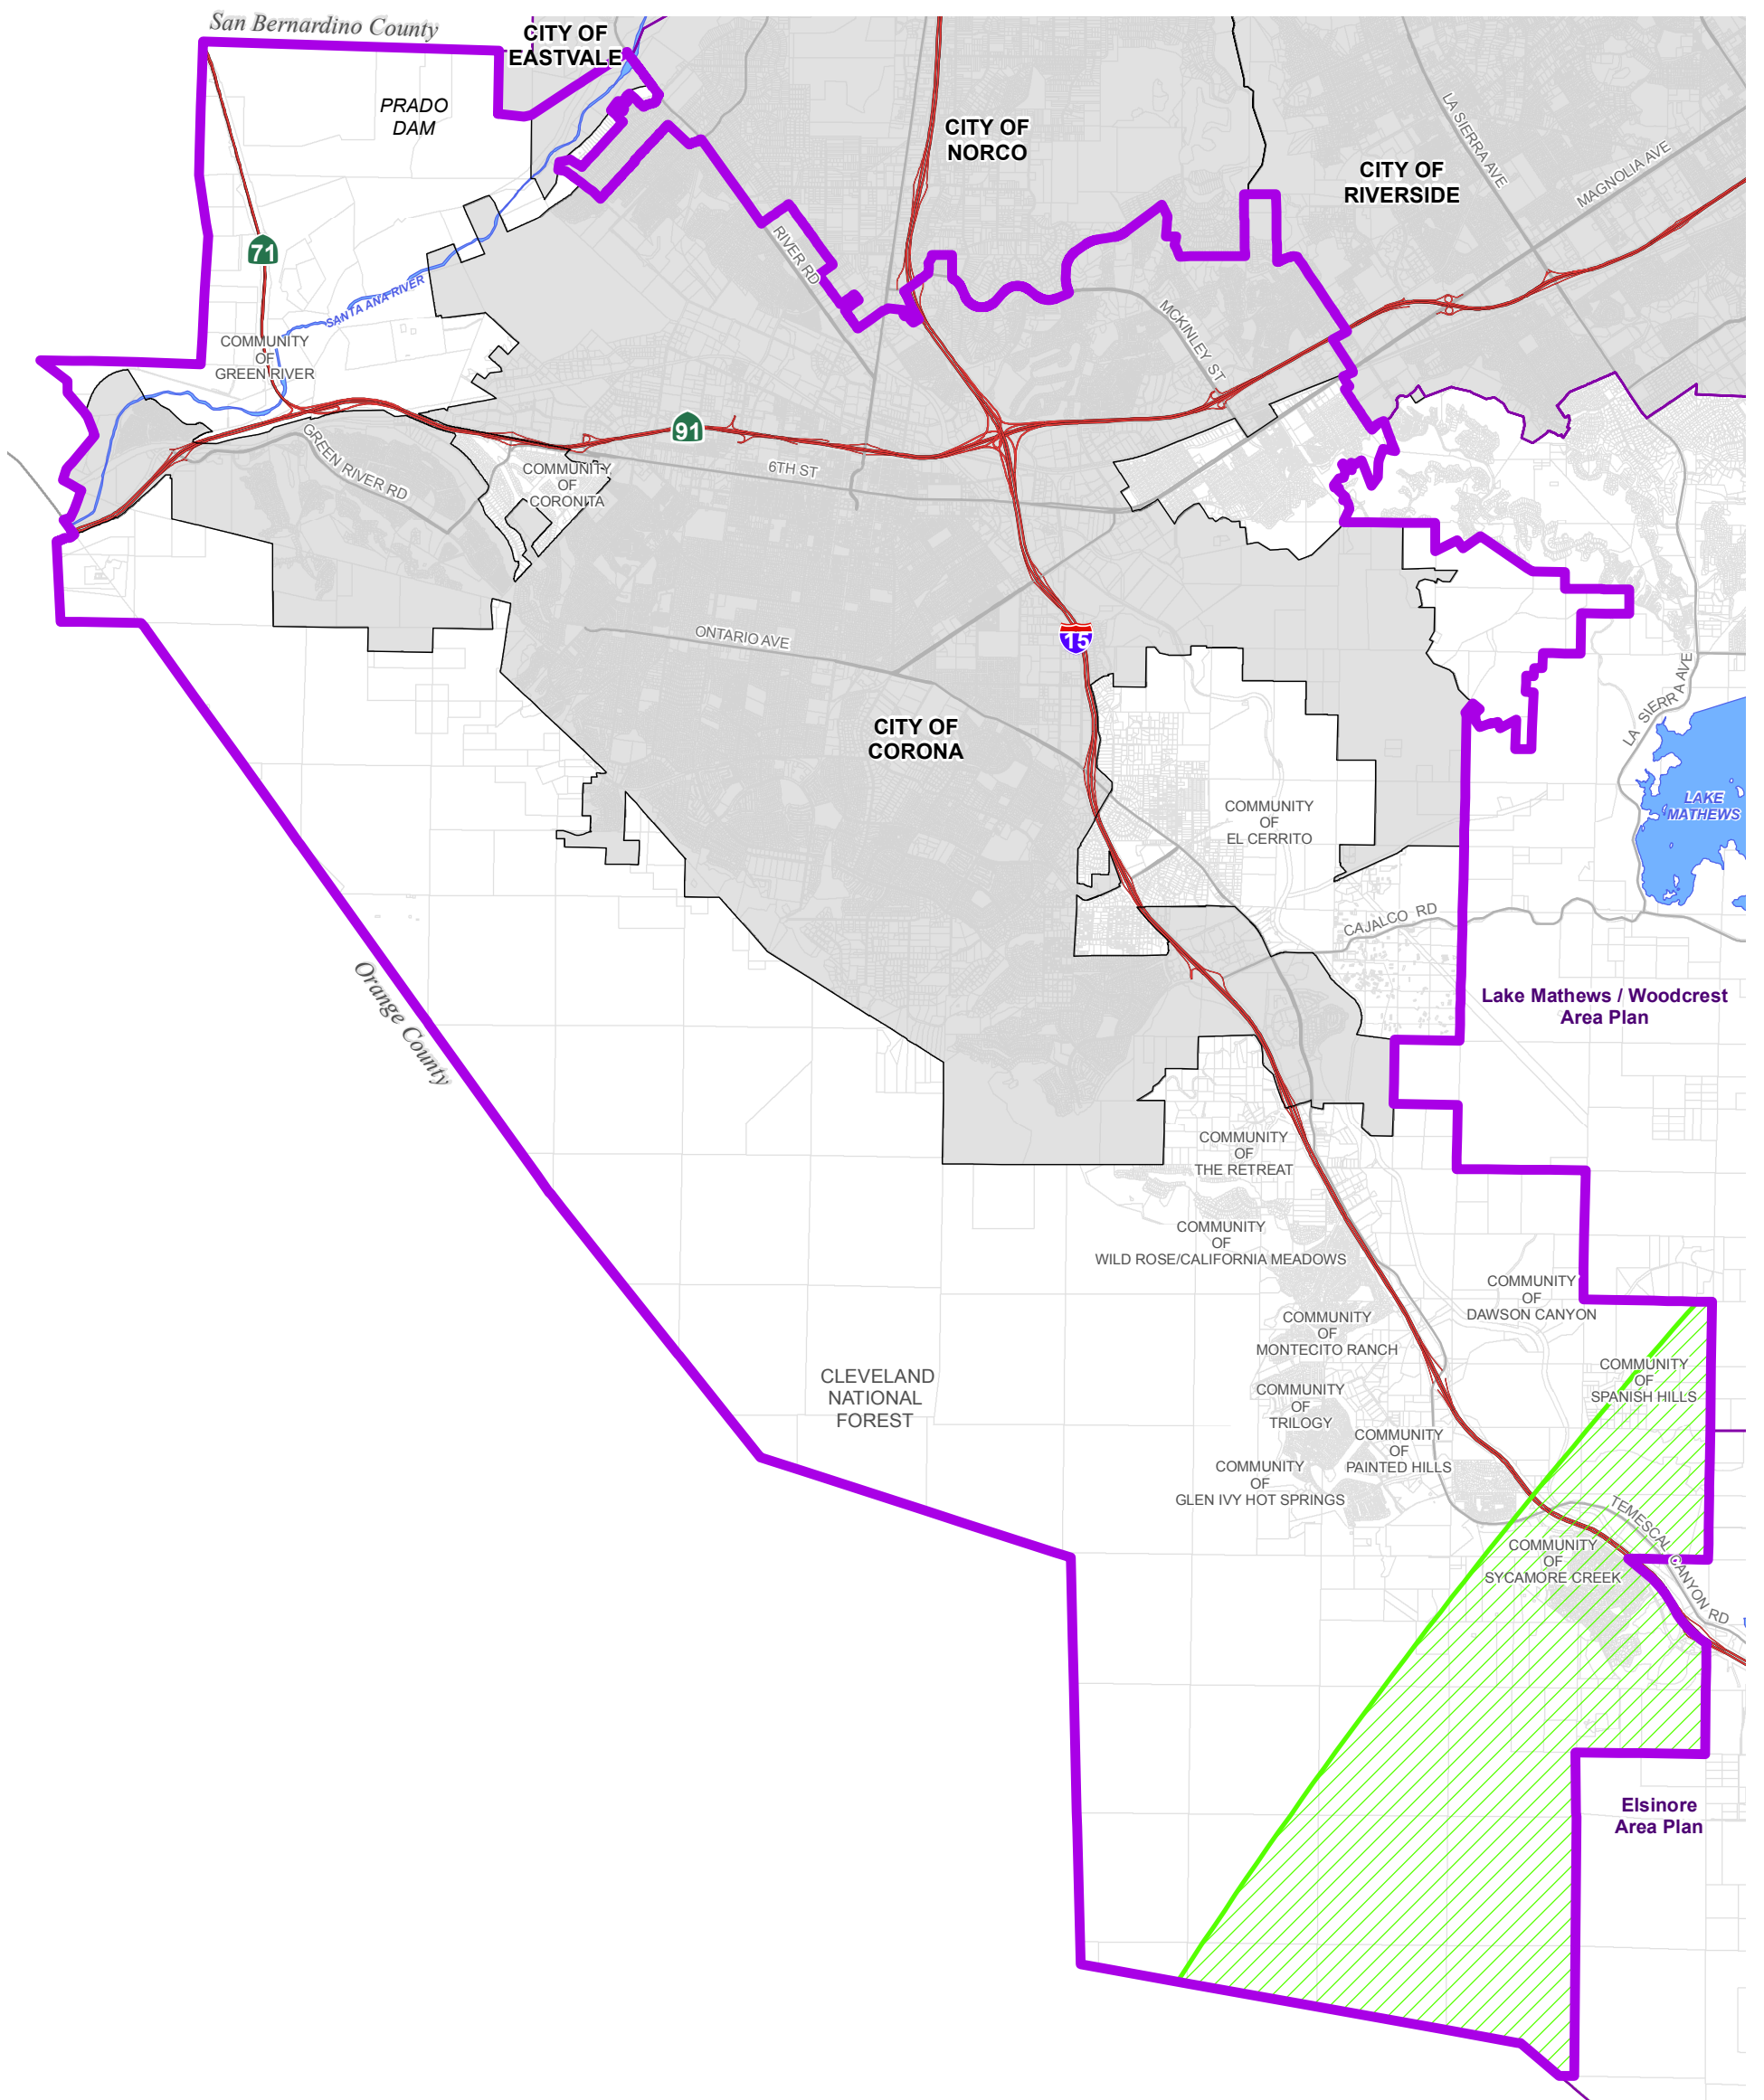 San Bernardino County
CITY OF
EASTVALE
PRADO
DAM
CITY OF
NORCO
LA SIERRA AVE
CITY OF
RIVERSIDE
MAGNOLIA AVE
71
RIVER RD
SANTA ANA RIVER
COMMUNITY
OF
GREEN RIVER
MCKINLEY ST
91
GREEN RIVER RD
COMMUNITY
OF
CORONITA
6TH ST
ONTARIO AVE
15
CITY OF
CORONA
LA SIERRA AVE
LAKE
MATHEWS
COMMUNITY
OF
EL CERRITO
CAJALCO RD
Orange County
Lake Mathews / Woodcrest
Area Plan
COMMUNITY
OF
THE RETREAT
COMMUNITY
OF
WILD ROSE/CALIFORNIA MEADOWS
COMMUNITY
OF
DAWSON CANYON
COMMUNITY
OF
MONTECITO RANCH
COMMUNITY
OF
SPANISH HILLS
CLEVELAND
NATIONAL
FOREST
COMMUNITY
OF
TRILOGY
COMMUNITY
OF
PAINTED HILLS
COMMUNITY
OF
GLEN IVY HOT SPRINGS
TEMESCAL CANYON RD
COMMUNITY
OF
SYCAMORE CREEK
Elsinore
Area Plan